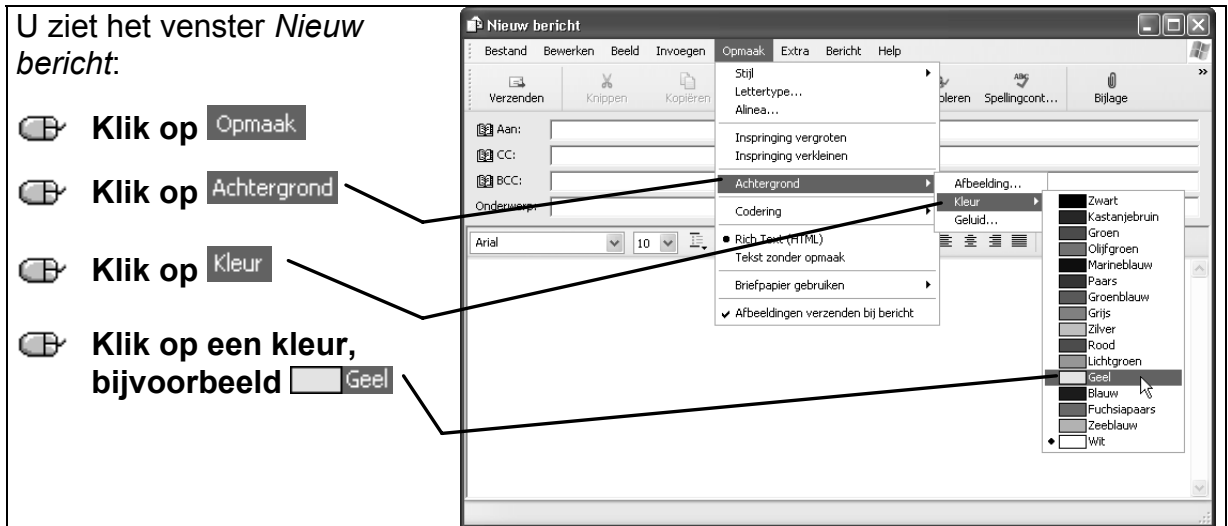 U ziet het venster Nieuw
bericht:
Klik op Opmaak
Klik op Achtergrond
Klik op Kleur
Klik op een kleur,
bijvoorbeeld Geel
Nieuw bericht
Bestand Bewerken Beeld Invoegen Opmaak Extra Bericht Help
Verzenden Knippen Kopiëren oleren Spellingcont... Bijlage
Aan:
CC:
BCC:
Onderwerp:
Arial 10
Stijl
Lettertype...
Alinea...
Inspringing vergroten
Inspringing verkleinen
Achtergrond
Codering
Rich Text (HTML)
Tekst zonder opmaak
Briefpapier gebruiken
Afbeeldingen verzenden bij bericht
Afbeelding...
Kleur
Geluid...
Zwart
Kastanjebruin
Groen
Olijfgroen
Marineblauw
Paars
Groenblauw
Grijs
Zilver
Rood
Lichtgroen
Geel
Blauw
Fuchsiapaars
Zeeblauw
Wit